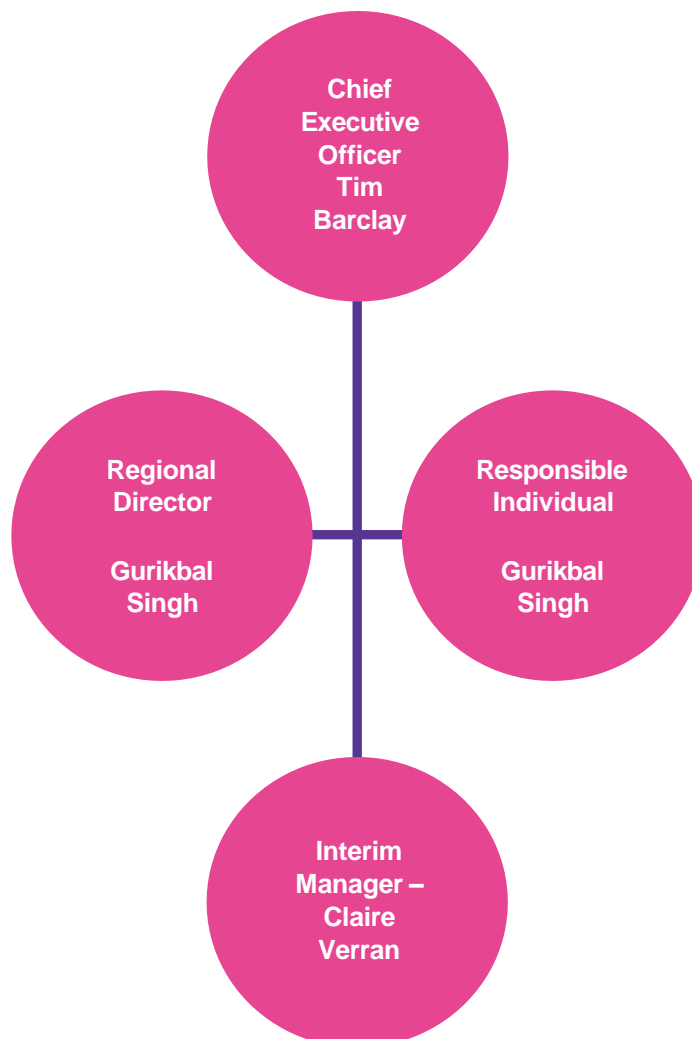 Chief
Executive
Officer
Tim
Barclay
Regional
Director
Gurikbal
Singh
Responsible
Individual
Gurikbal
Singh
Interim
Manager –
Claire
Verran